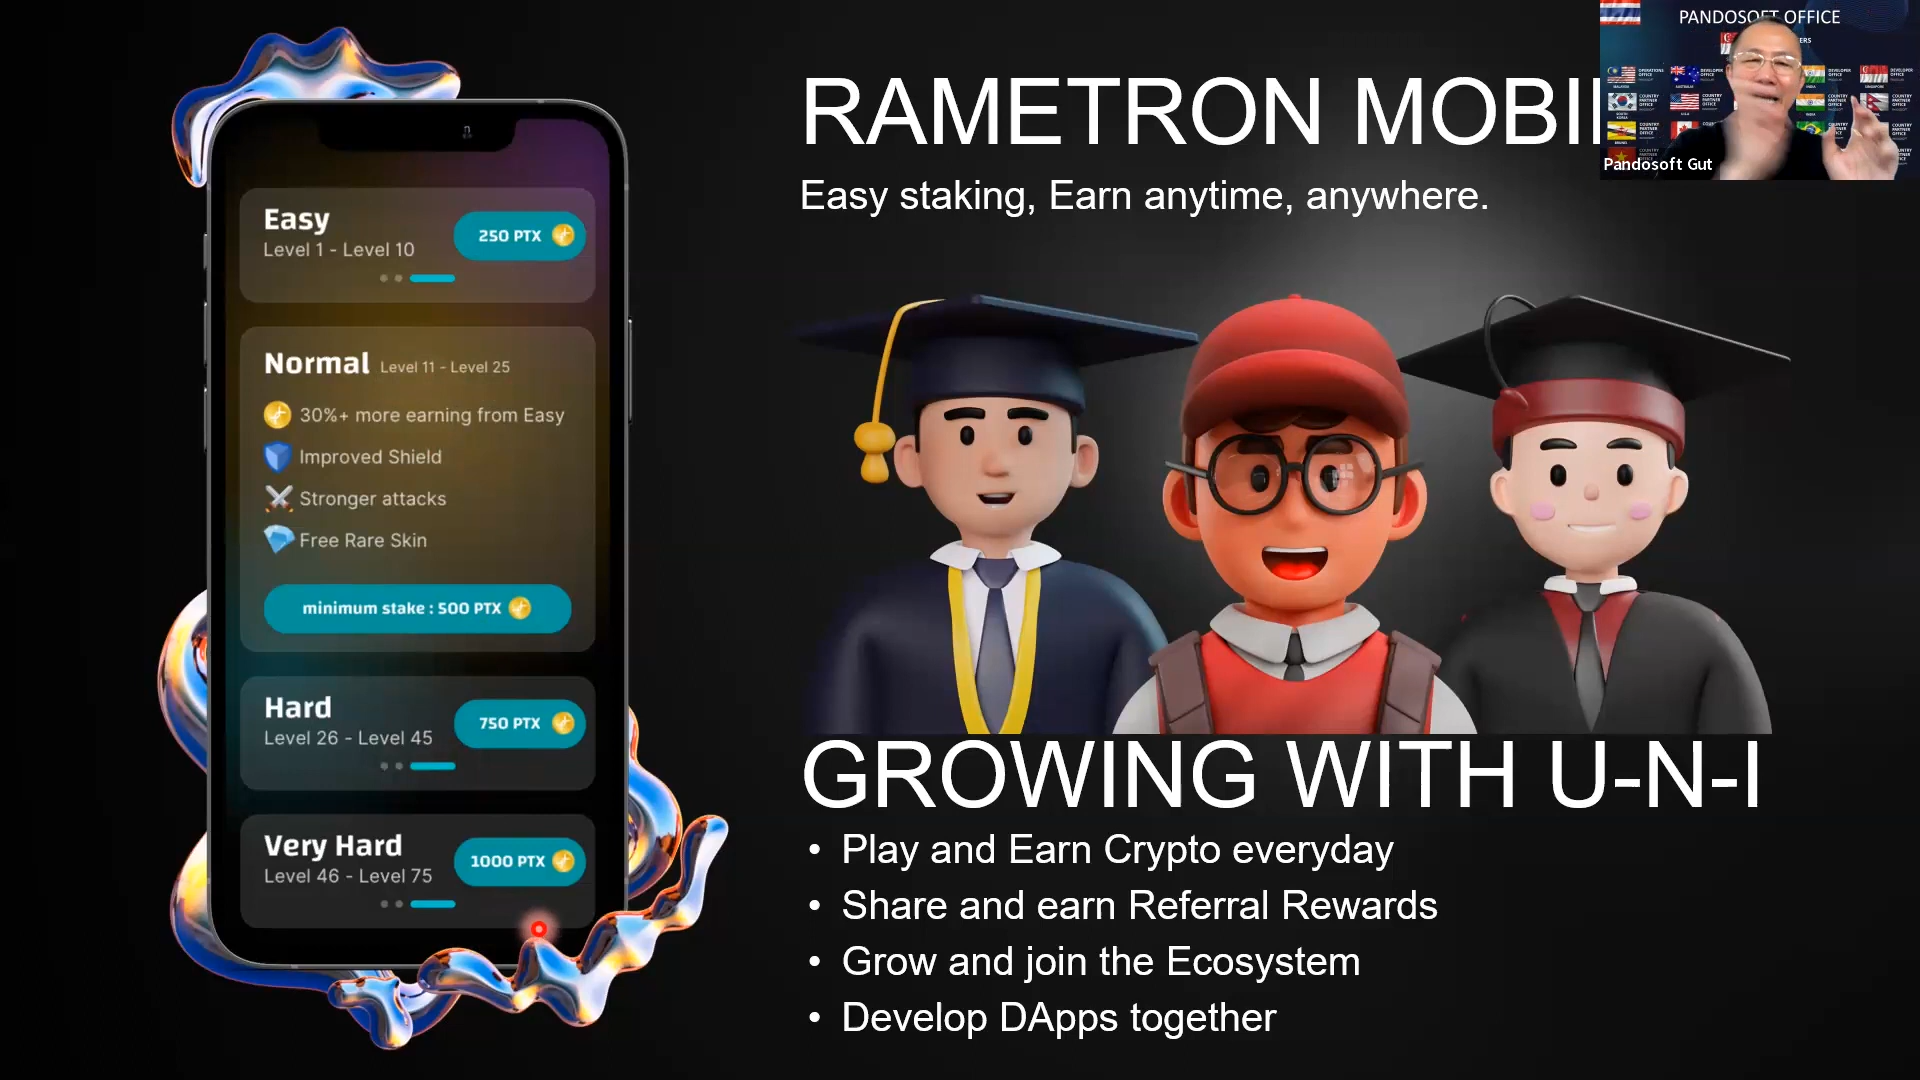 Easy
Level 1 - Level 10
250 PTX
Normal Level 11 - Level 25
30%+ more earning from Easy
Improved Shield
Stronger attacks
Free Rare Skin
minimum stake : 500 PTX
Hard
Level 26 - Level 45
750 PTX
Very Hard
Level 46 - Level 75
1000 PTX
RAMETRON MOBI
Easy staking, Earn anytime, anywhere.
GROWING WITH U-N-I
• Play and Earn Crypto everyday
• Share and earn Referral Rewards
• Grow and join the Ecosystem
• Develop DApps together
PANDOSOFT OFFICE
Pandosoft Gut